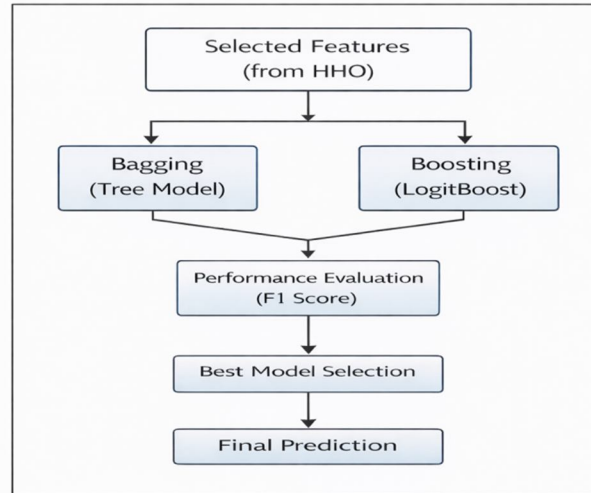 Selected Features
(from HHO)
Bagging
(Tree Model)
Boosting
(LogitBoost)
Performance Evaluation
(F1 Score)
Best Model Selection
Final Prediction